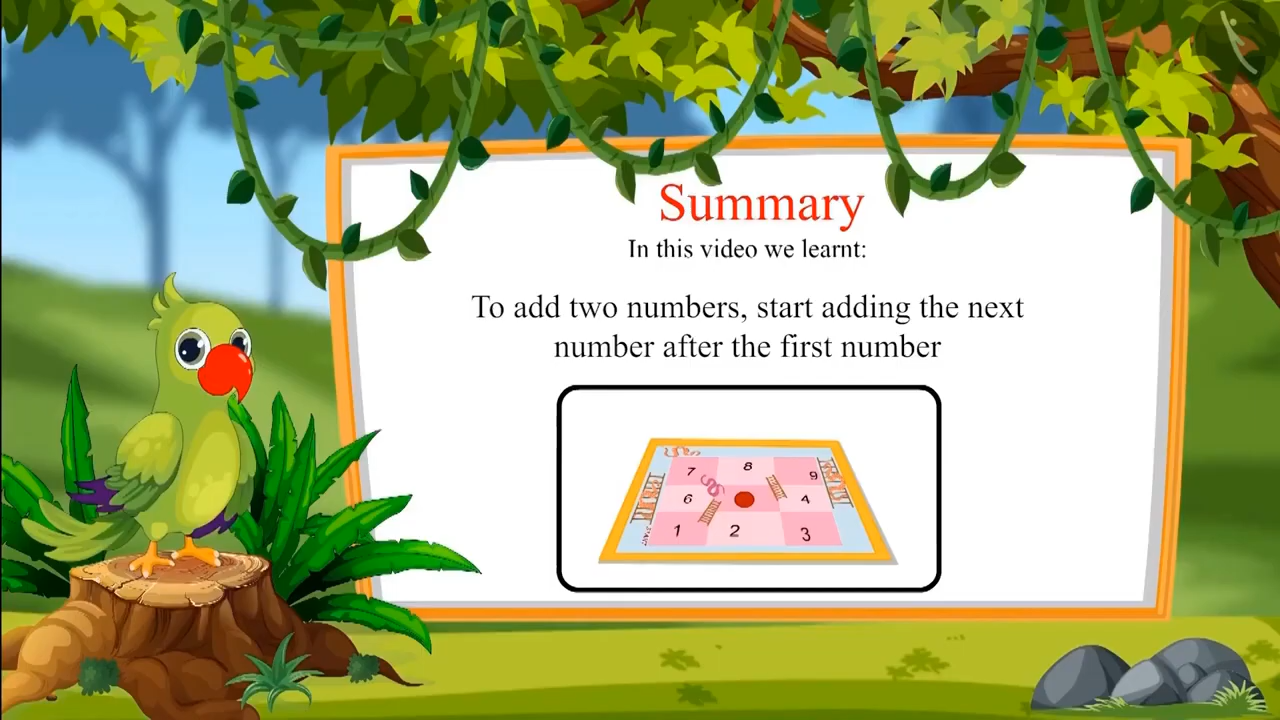 Summary
In this video we learnt:
To add two numbers, start adding the next
number after the first number
7 8 9
6 4
1 2 3
START